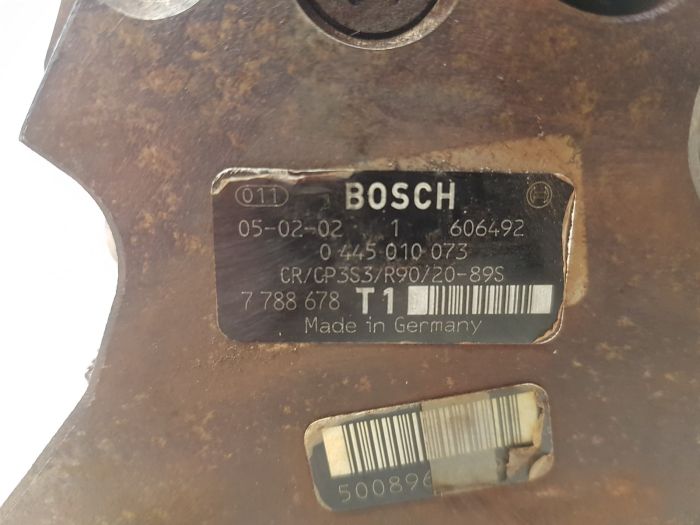 011 BOSCH
05-02-02 1 606492
0 445 010 073
CR/CP3S3/R90/20-89S
7 788 678 T1
Made in Germany
500896